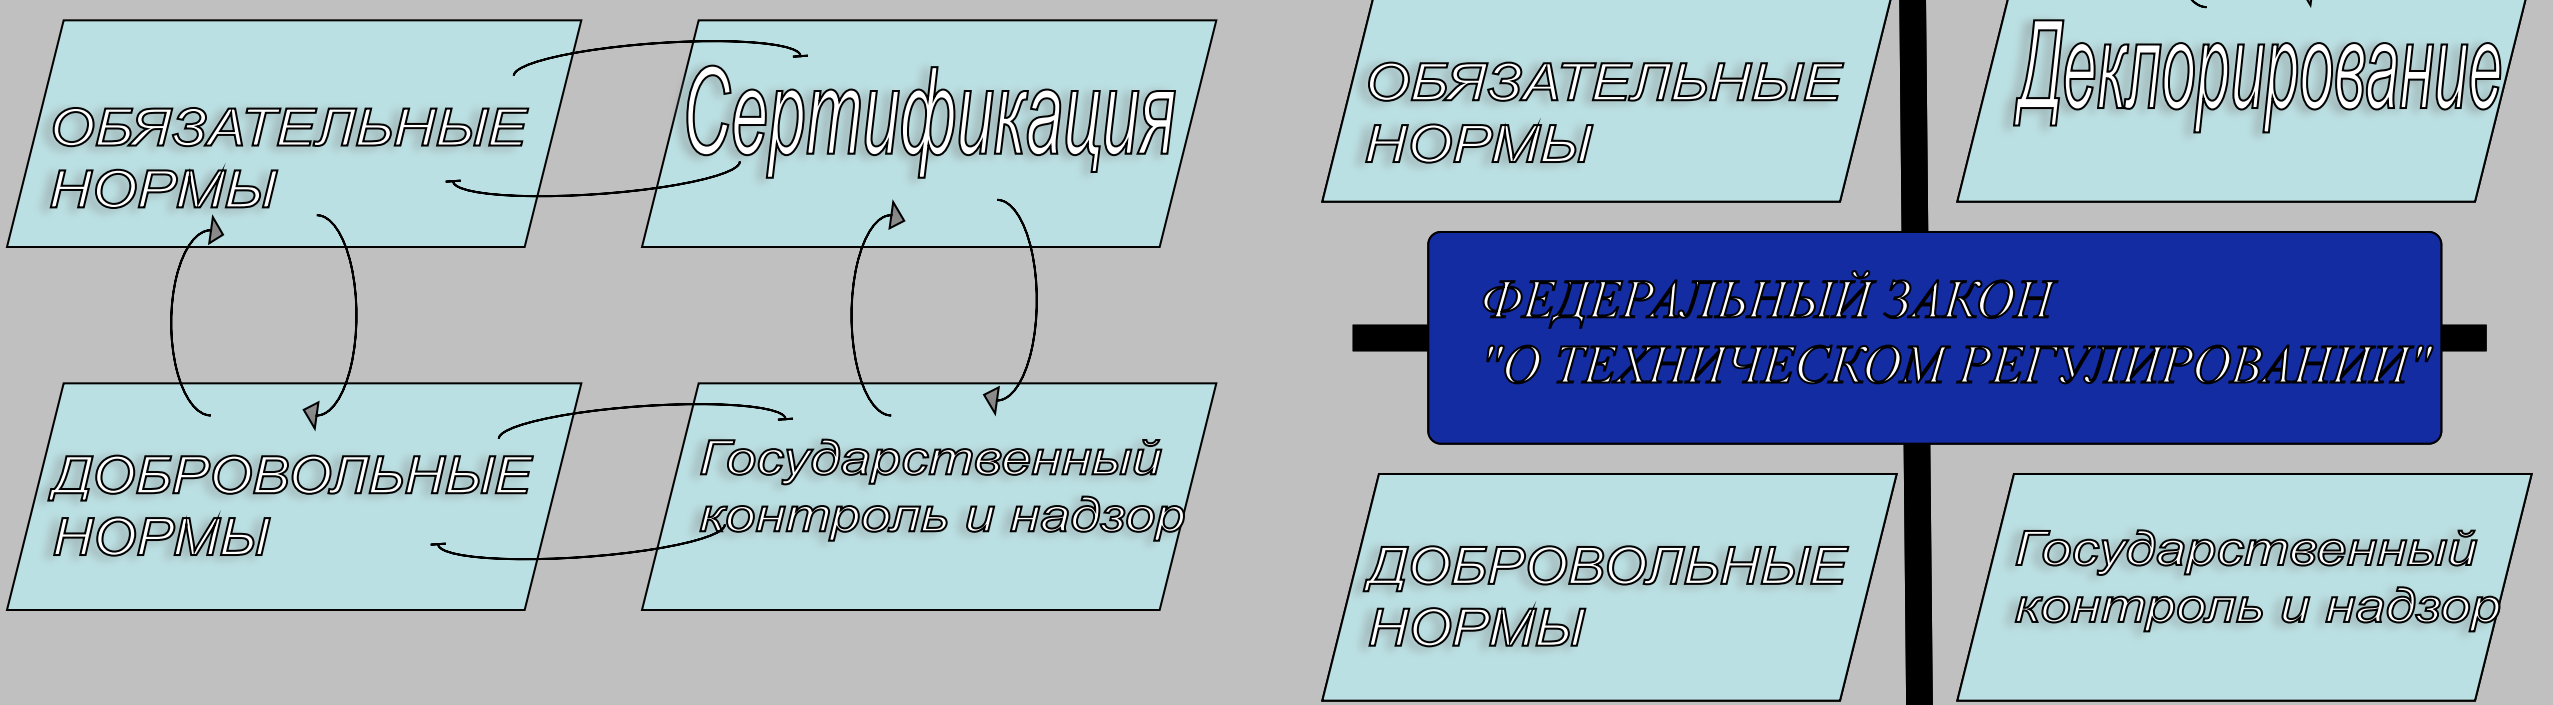 ОБЯЗАТЕЛЬНЫЕ
НОРМЫ
Сертификация
ДОБРОВОЛЬНЫЕ
НОРМЫ
Государственный
контроль и надзор
ОБЯЗАТЕЛЬНЫЕ
НОРМЫ
Деклорирование
ФЕДЕРАЛЬНЫЙ ЗАКОН
"О ТЕХНИЧЕСКОМ РЕГУЛИРОВАНИИ"
ДОБРОВОЛЬНЫЕ
НОРМЫ
Государственный
контроль и надзор